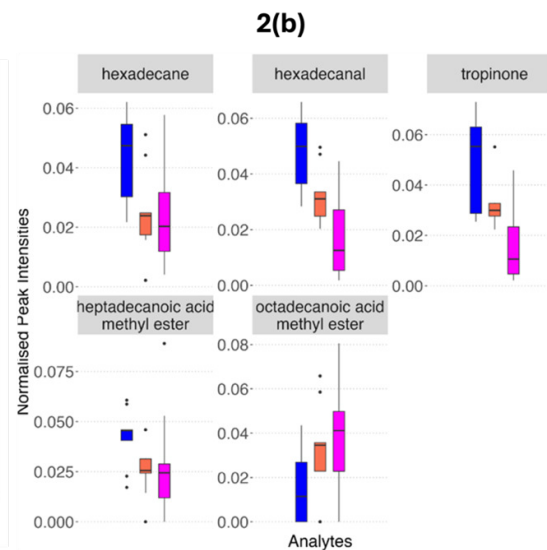 2(b)
hexadecane
hexadecanal
tropinone
0.06
0.04
0.02
0.00
0.06
0.04
0.02
0.00
0.06
0.04
0.02
0.00
Normalised Peak Intensities
heptadecanoic acid
methyl ester
octadecanoic acid
methyl ester
0.075
0.050
0.025
0.000
0.08
0.06
0.04
0.02
0.00
Analytes